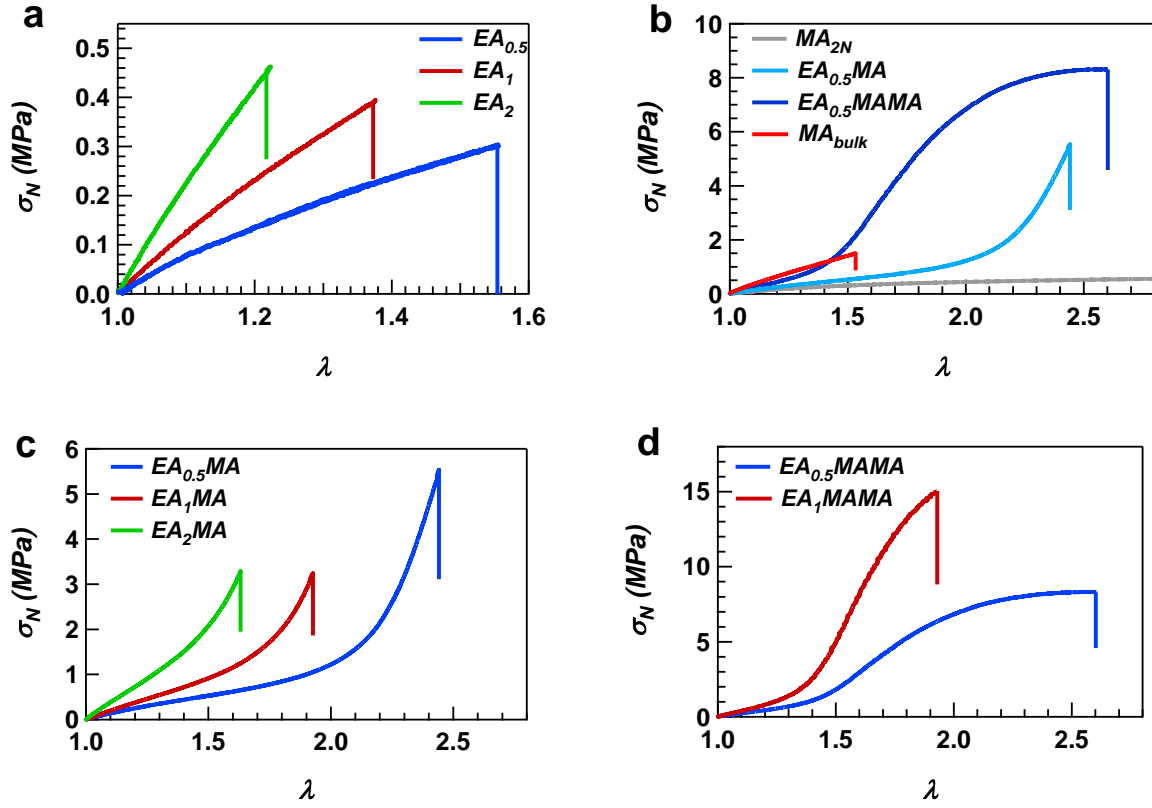 a
EA0.5
EA1
EA2
σN (MPa)
0.5
0.4
0.3
0.2
0.1
0.0
1.0 1.2 1.4 1.6
λ
b
MA2N
EA0.5MA
EA0.5MAMA
MAbulk
σN (MPa)
10
8
6
4
2
0
1.0 1.5 2.0 2.5
λ
c
EA0.5MA
EA1MA
EA2MA
σN (MPa)
6
5
4
3
2
1
0
1.0 1.5 2.0 2.5
λ
d
EA0.5MAMA
EA1MAMA
σN (MPa)
15
10
5
0
1.0 1.5 2.0 2.5
λ